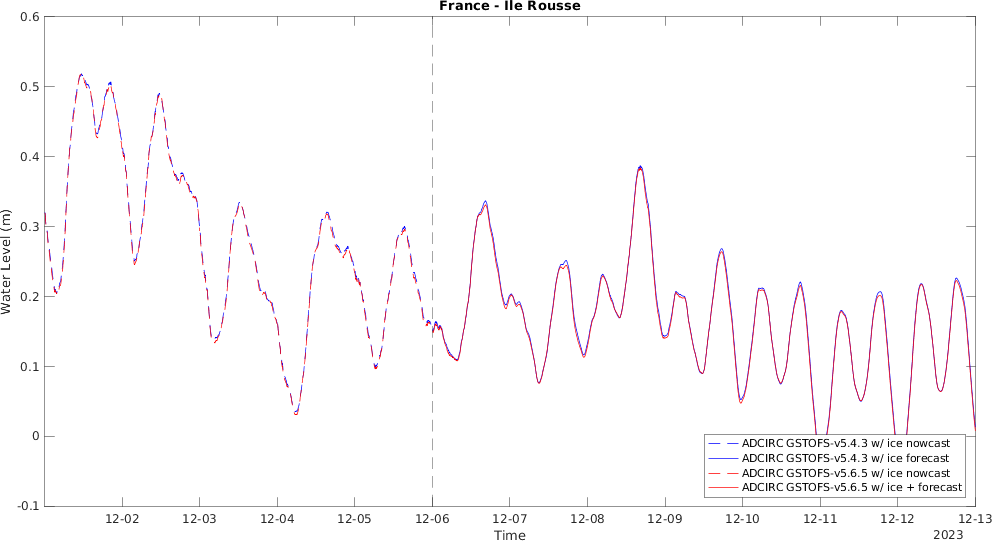 France - Ile Rousse
Water Level (m)
0.6
0.5
0.4
0.3
0.2
0.1
0
-0.1
ADCIRC GSTOFS-v5.4.3 w/ ice nowcast
ADCIRC GSTOFS-v5.4.3 w/ ice forecast
ADCIRC GSTOFS-v5.6.5 w/ ice nowcast
ADCIRC GSTOFS-v5.6.5 w/ ice + forecast
12-02 12-03 12-04 12-05 12-06 12-07 12-08 12-09 12-10 12-11 12-12 12-13
Time
2023